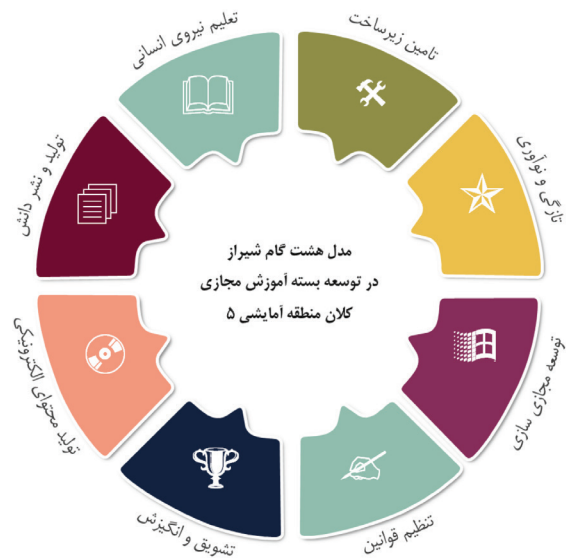 تعلیم نیروی انسانی
تامین زیرساخت
تازگی و نوآوری
توسعه مجازی سازی
تنظیم قوانین
تشویق و انگیزش
تولید محتوای الکترونیکی
تولید و نشر دانش
مدل هشت گام شیراز
در توسعه بسته آموزش مجازی
کلان منطقه آمایشی ۵